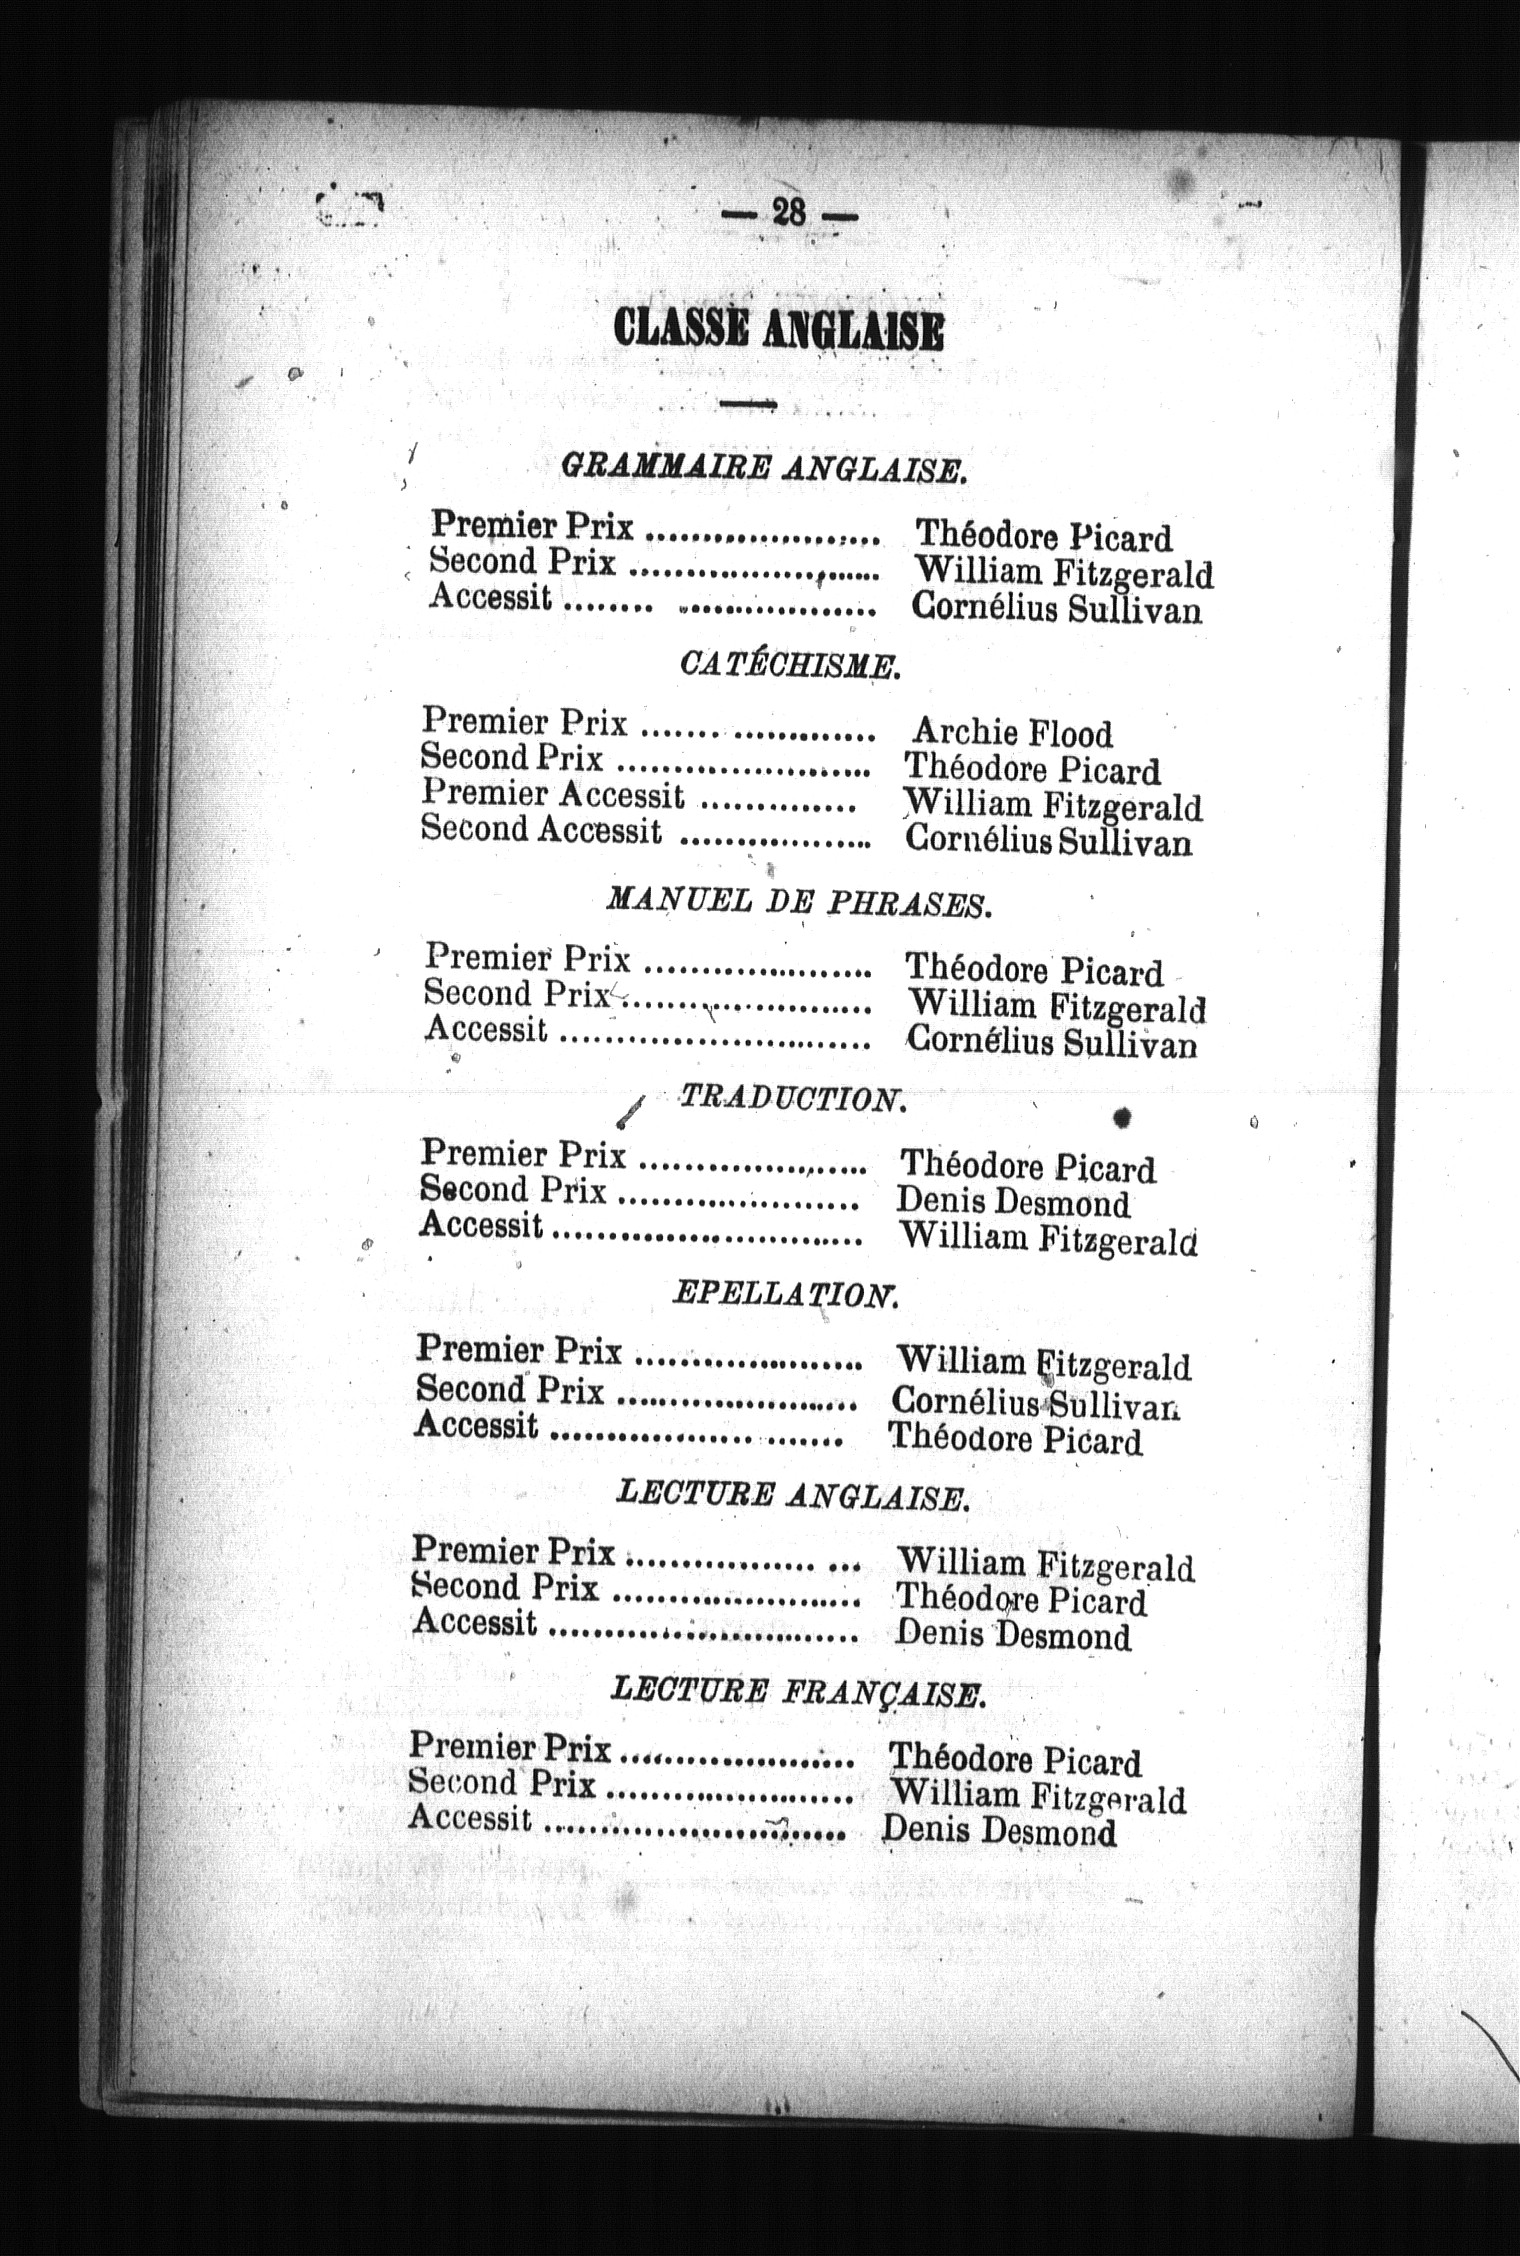 — 28 —
CLASSE ANGLAISE
GRAMMAIRE ANGLAISE.
Premier Prix ..................... Théodore Picard
Second Prix ...................... William Fitzgerald
Accessit ........ .................. Cornélius Sullivan
CATÉCHISME.
Premier Prix ....... ............. Archie Flood
Second Prix ....................... Théodore Picard
Premier Accessit .............. William Fitzgerald
Second Accessit ................. Cornélius Sullivan
MANUEL DE PHRASES.
Premier Prix ..................... Théodore Picard
Second Prix ....................... William Fitzgerald
Accessit ............................ Cornélius Sullivan
TRADUCTION.
Premier Prix ..................... Théodore Picard
Second Prix ...................... Denis Desmond
Accessit ............................ William Fitzgerald
EPELLATION.
Premier Prix ..................... William Fitzgerald
Second Prix ...................... Cornélius Sullivan
Accessit .................. ....... Théodore Picard
LECTURE ANGLAISE.
Premier Prix ................. ... William Fitzgerald
Second Prix ....................... Théodore Picard
Accessit ............................ Denis Desmond
LECTURE FRANÇAISE.
Premier Prix ..................... Théodore Picard
Second Prix ...................... William Fitzgerald
Accessit ........................... Denis Desmond